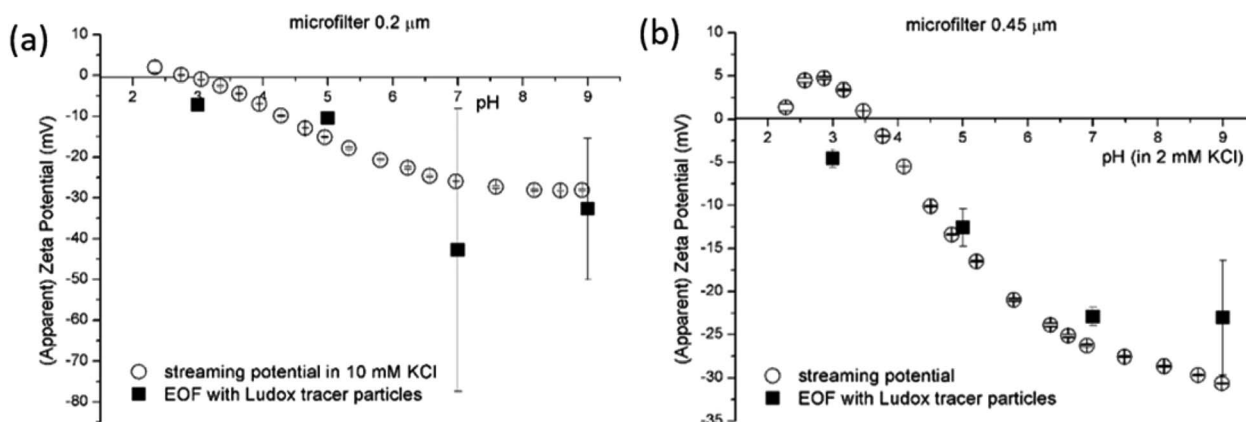 (a)
microfilter 0.2 μm
(Apparent) Zeta Potential (mV)
10
0
-10
-20
-30
-40
-50
-60
-70
-80
2 3 4 5 6 7 8 9
pH
streaming potential in 10 mM KCl
EOF with Ludox tracer particles
(b)
microfilter 0.45 μm
(Apparent) Zeta Potential (mV)
10
5
0
-5
-10
-15
-20
-25
-30
-35
2 3 4 5 6 7 8 9
pH (in 2 mM KCl)
streaming potential
EOF with Ludox tracer particles